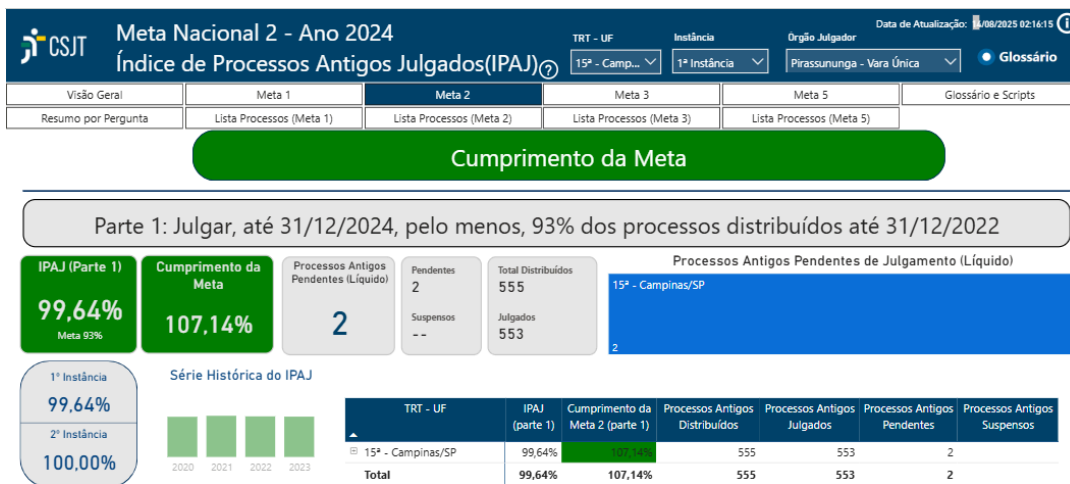 CSJT
Meta Nacional 2 - Ano 2024
Índice de Processos Antigos Julgados(IPAJ)
TRT - UF
15ª - Camp...
Instância
1ª Instância
Órgão Julgador
Pirassununga - Vara Única
Data de Atualização: 14/08/2025 02:16:15
Glossário
Visão Geral
Meta 1
Meta 2
Meta 3
Meta 5
Glossário e Scripts
Resumo por Pergunta
Lista Processos (Meta 1)
Lista Processos (Meta 2)
Lista Processos (Meta 3)
Lista Processos (Meta 5)
Cumprimento da Meta
Parte 1: Julgar, até 31/12/2024, pelo menos, 93% dos processos distribuídos até 31/12/2022
IPAJ (Parte 1)
99,64%
Meta 93%
Cumprimento da
Meta
107,14%
Processos Antigos
Pendentes (Líquido)
2
Pendentes
2
Suspensos
--
Total Distribuídos
555
Julgados
553
Processos Antigos Pendentes de Julgamento (Líquido)
15ª - Campinas/SP
2
1º Instância
99,64%
2º Instância
100,00%
Série Histórica do IPAJ
2020 2021 2022 2023
TRT - UF IPAJ (parte 1) Cumprimento da Meta 2 (parte 1) Processos Antigos Distribuídos Processos Antigos Julgados Processos Antigos Pendentes Processos Antigos Suspensos
15ª - Campinas/SP 99,64% 107,14% 555 553 2
Total 99,64% 107,14% 555 553 2